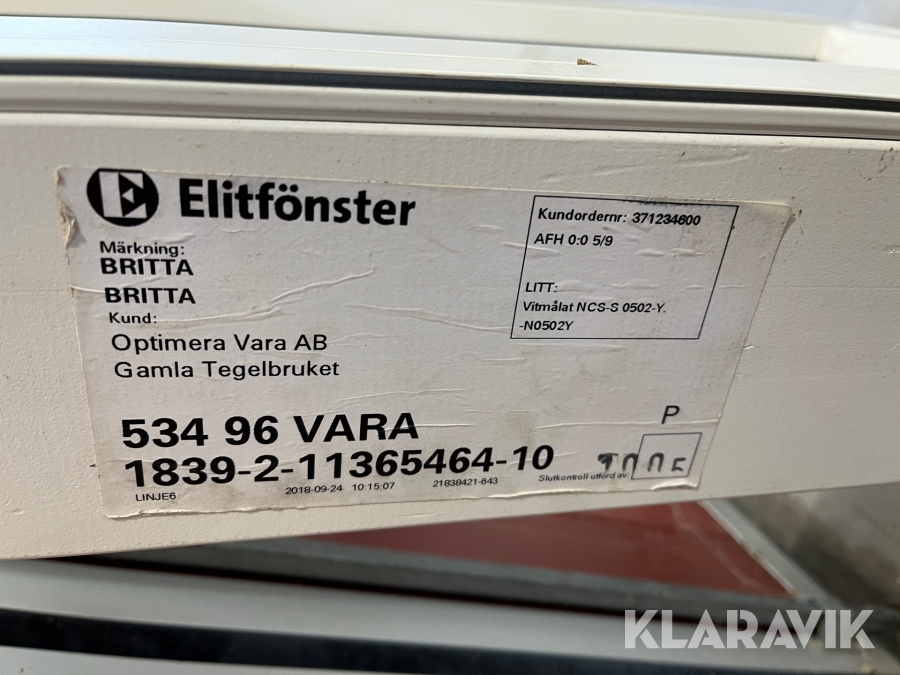 Elitfönster
Märkning:
BRITTA
BRITTA
Kund:
Optimera Vara AB
Gamla Tegelbruket
Kundordernr: 371234600
AFH 0:0 5/9
LITT:
Vitmålat NCS-S 0502-Y.
-N0502Y
534 96 VARA
P
1839-2-11365464-10
LINJE6
2018-09-24 10:15:07
21838421-643
Slutkontroll utförd av:
KLARAVIK